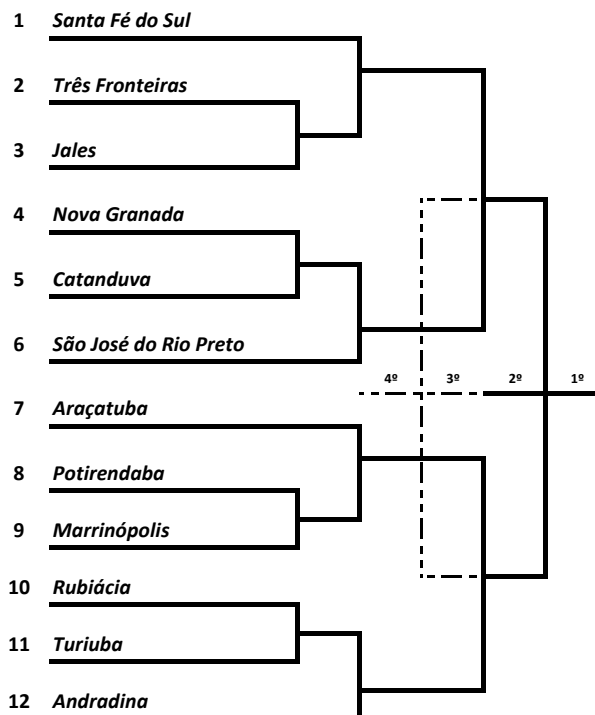 1 Santa Fé do Sul
2 Três Fronteiras
3 Jales
4 Nova Granada
5 Catanduva
6 São José do Rio Preto
4º 3º 2º 1º
7 Araçatuba
8 Potirendaba
9 Marrinópolis
10 Rubiácia
11 Turiuba
12 Andradina